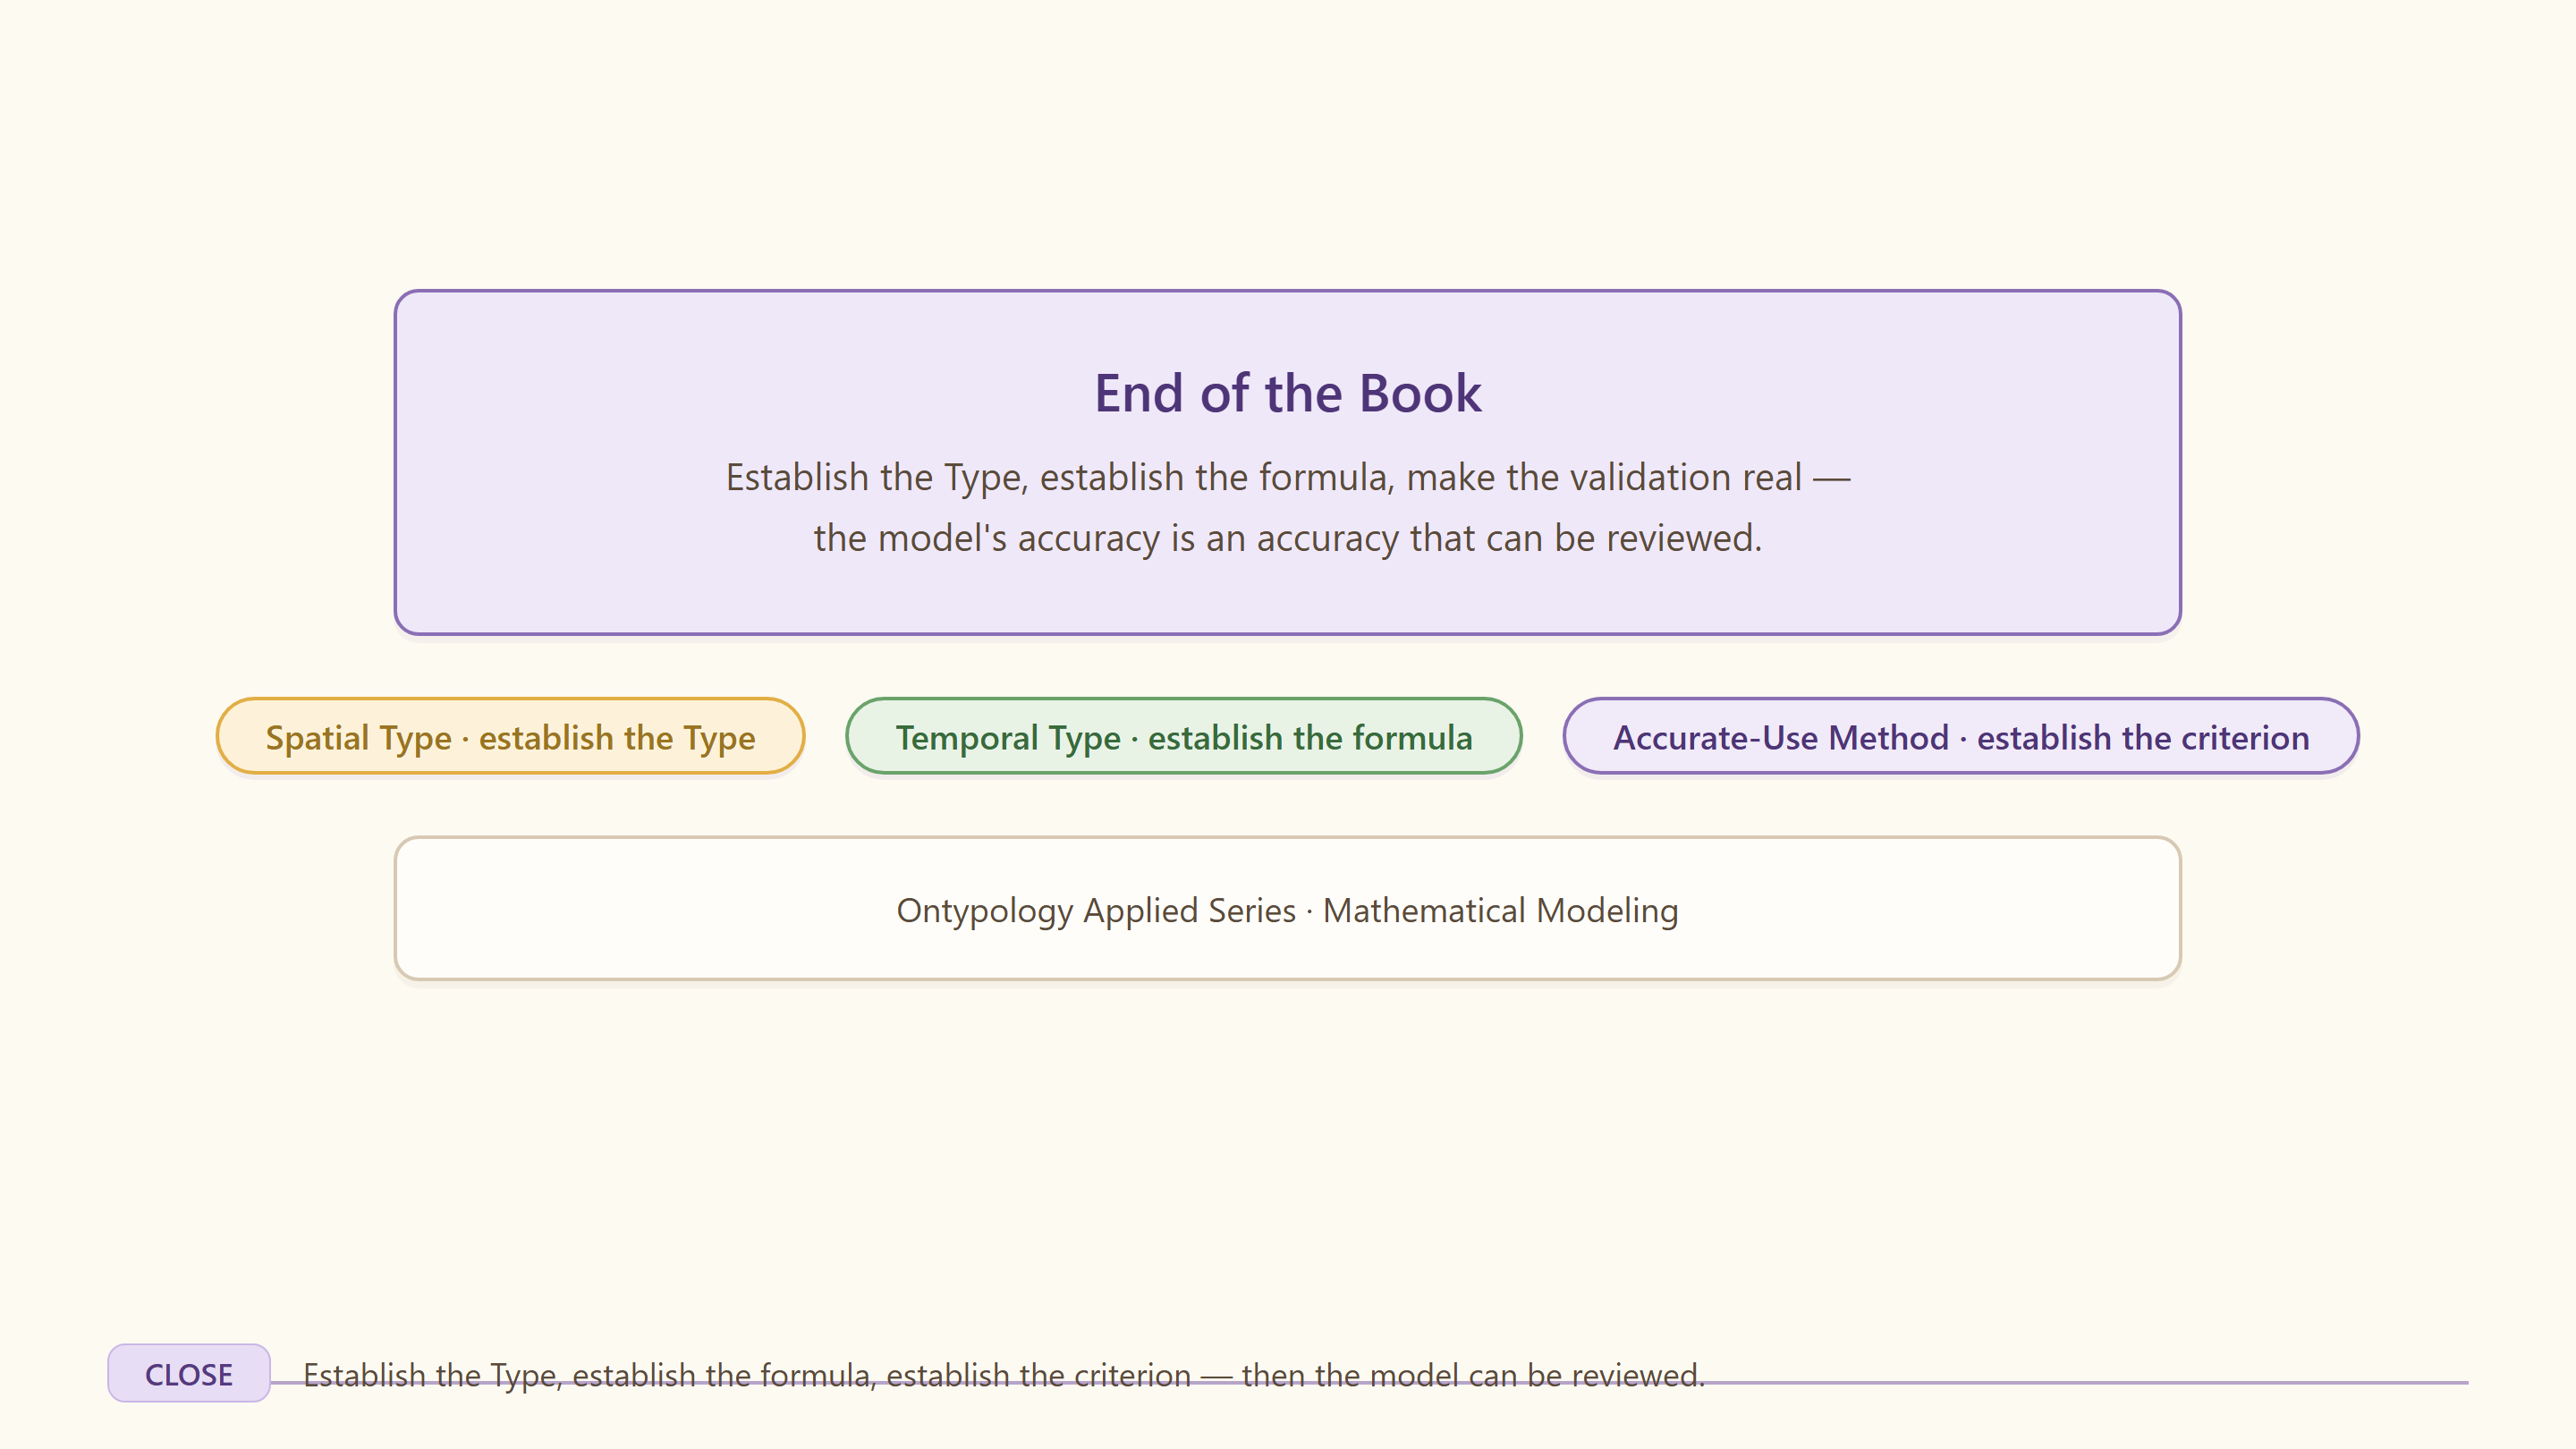 End of the Book
Establish the Type, establish the formula, make the validation real —
the model's accuracy is an accuracy that can be reviewed.
Spatial Type · establish the Type
Temporal Type · establish the formula
Accurate-Use Method · establish the criterion
Ontypology Applied Series · Mathematical Modeling
CLOSE
Establish the Type, establish the formula, establish the criterion — then the model can be reviewed.